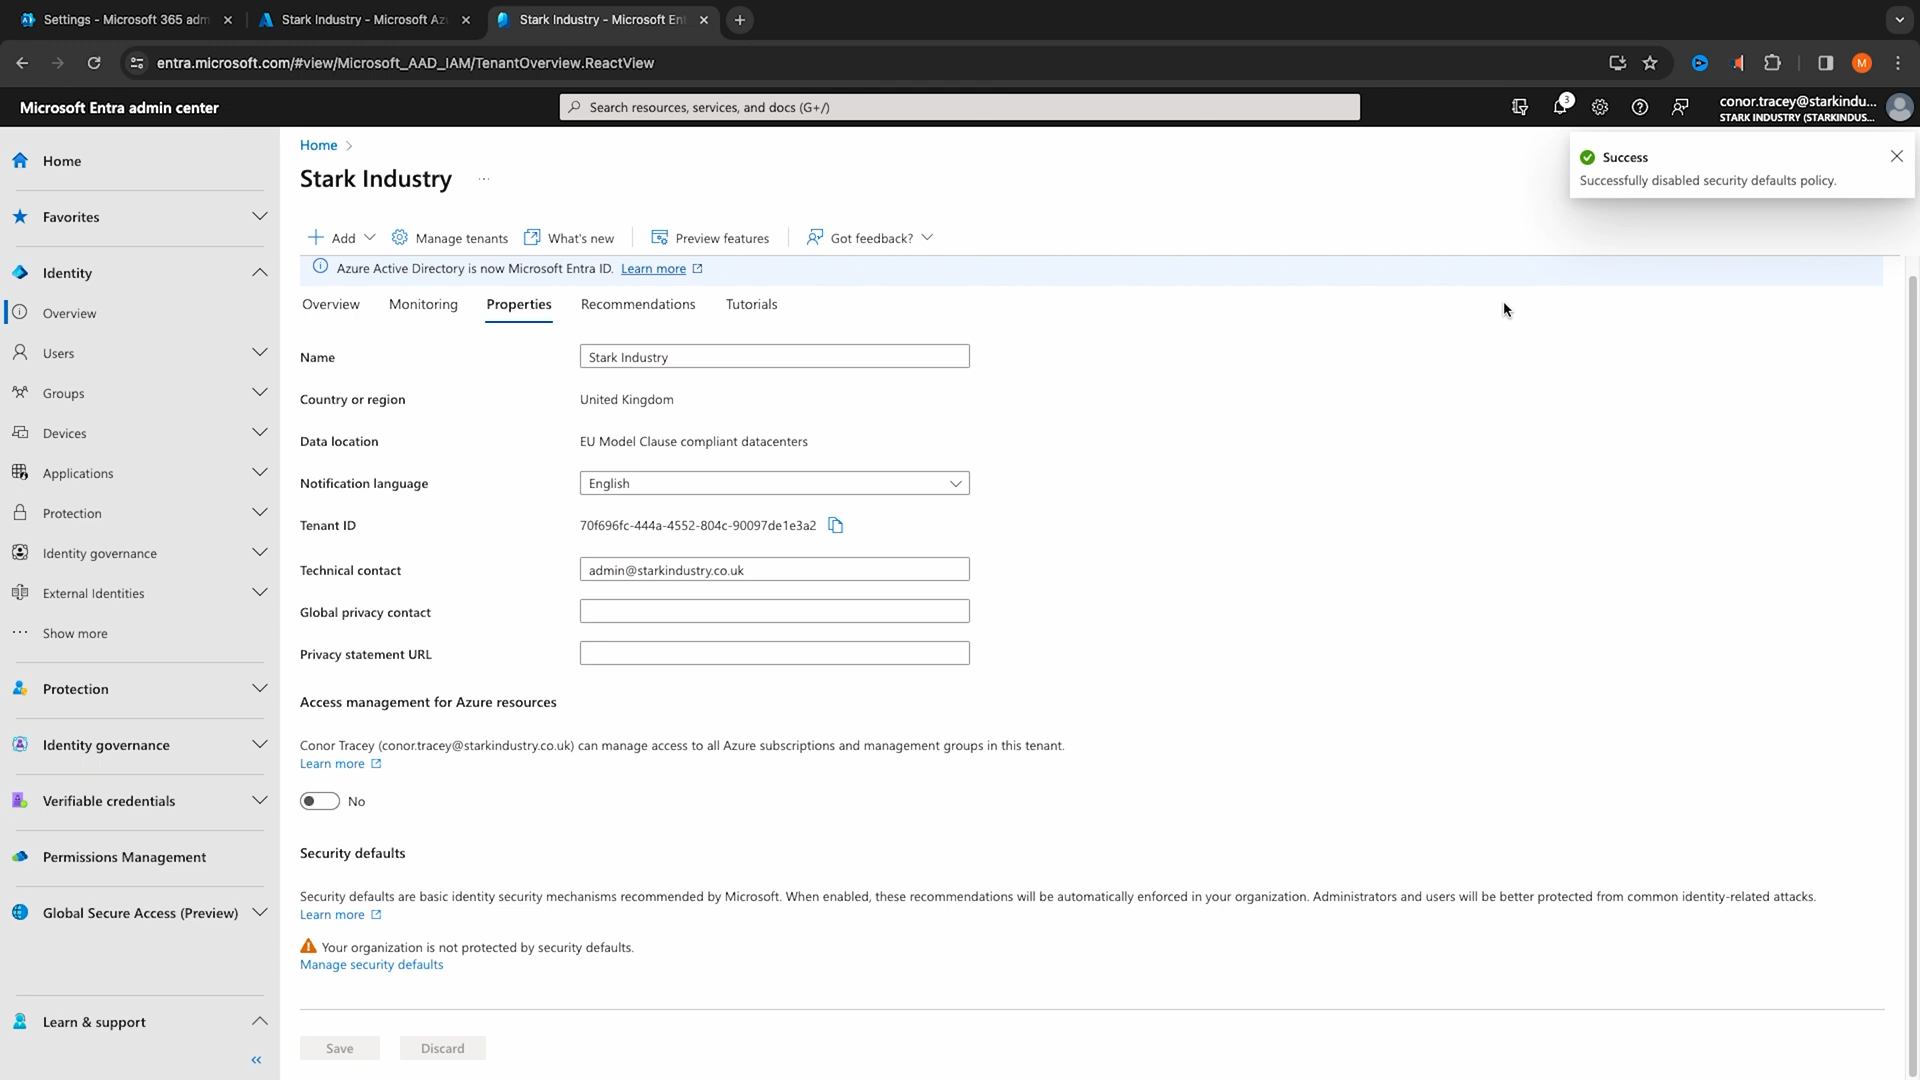 Settings - Microsoft 365 adm
Stark Industry - Microsoft Az
Stark Industry - Microsoft Ent
entra.microsoft.com/#view/Microsoft_AAD_IAM/TenantOverview.ReactView
M
Microsoft Entra admin center
Search resources, services, and docs (G+/)
3
conor.tracey@starkindu...
STARK INDUSTRY (STARKINDUS...
Home
Favorites
Identity
Overview
Users
Groups
Devices
Applications
Protection
Identity governance
External Identities
Show more
Protection
Identity governance
Verifiable credentials
Permissions Management
Global Secure Access (Preview)
Learn & support
Home
Stark Industry
Success
Successfully disabled security defaults policy.
Add
Manage tenants
What's new
Preview features
Got feedback?
Azure Active Directory is now Microsoft Entra ID. Learn more
Overview
Monitoring
Properties
Recommendations
Tutorials
Name
Stark Industry
Country or region
United Kingdom
Data location
EU Model Clause compliant datacenters
Notification language
English
Tenant ID
70f696fc-444a-4552-804c-90097de1e3a2
Technical contact
admin@starkindustry.co.uk
Global privacy contact
Privacy statement URL
Access management for Azure resources
Conor Tracey (conor.tracey@starkindustry.co.uk) can manage access to all Azure subscriptions and management groups in this tenant.
Learn more
No
Security defaults
Security defaults are basic identity security mechanisms recommended by Microsoft. When enabled, these recommendations will be automatically enforced in your organization. Administrators and users will be better protected from common identity-related attacks.
Learn more
Your organization is not protected by security defaults.
Manage security defaults
Save
Discard